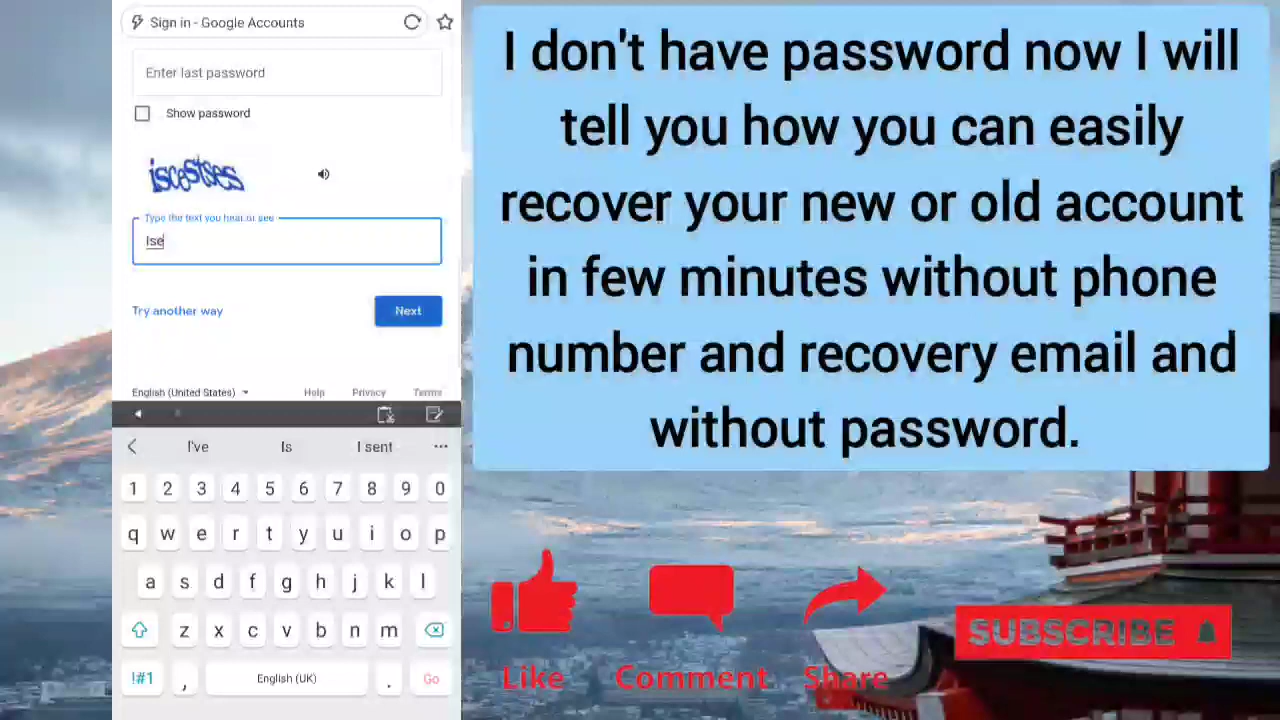 Sign in - Google Accounts
Enter last password
Show password
iscestses
Type the text you hear or see
Ise
Try another way
Next
English (United States)
Help
Privacy
Terms
I've
Is
I sent
1 2 3 4 5 6 7 8 9 0
q w e r t y u i o p
a s d f g h j k l
z x c v b n m
!#1
,
English (UK)
.
Go
I don't have password now I will
tell you how you can easily
recover your new or old account
in few minutes without phone
number and recovery email and
without password.
Like
Comment
Share
SUBSCRIBE